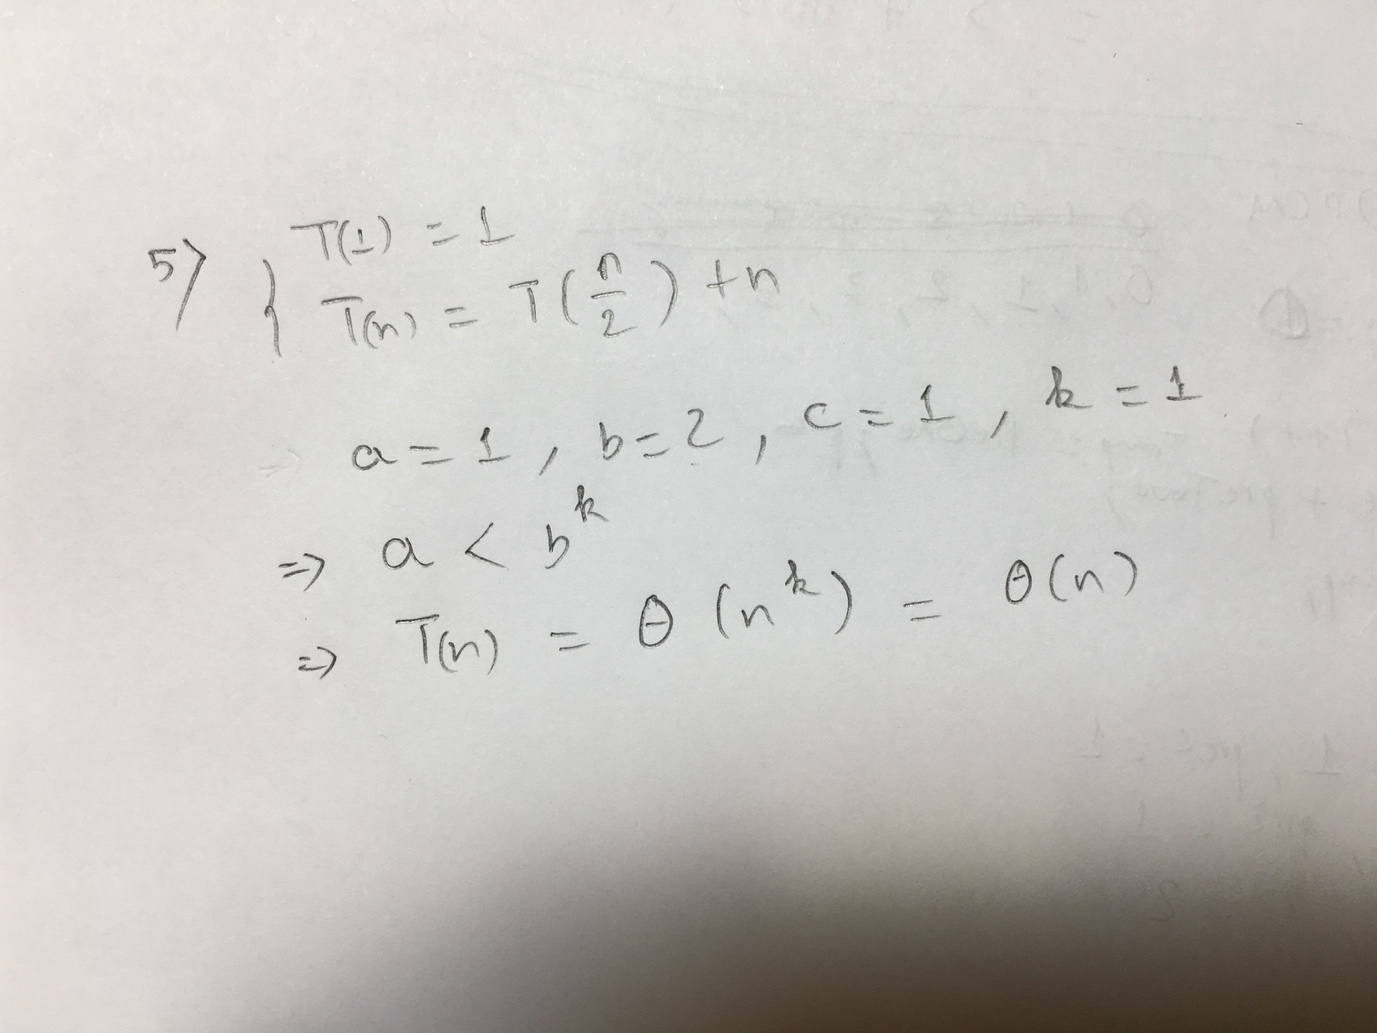 5) { T(1) = 1
T(n) = T(n/2) + n
a = 1, b = 2, c = 1, k = 1
⇒ a < b^k
⇒ T(n) = θ(n^k) = θ(n)